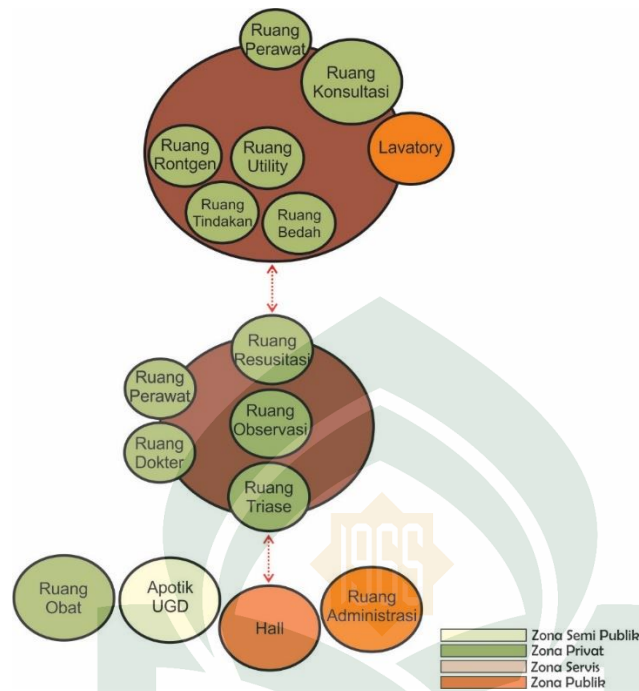 Ruang
Perawat
Ruang
Konsultasi
Lavatory
Ruang
Rontgen
Ruang
Utility
Ruang
Tindakan
Ruang
Bedah
Ruang
Resusitasi
Ruang
Perawat
Ruang
Observasi
Ruang
Dokter
Ruang
Triase
Ruang
Obat
Apotik
UGD
Hall
Ruang
Administrasi
Zona Semi Publik
Zona Privat
Zona Servis
Zona Publik